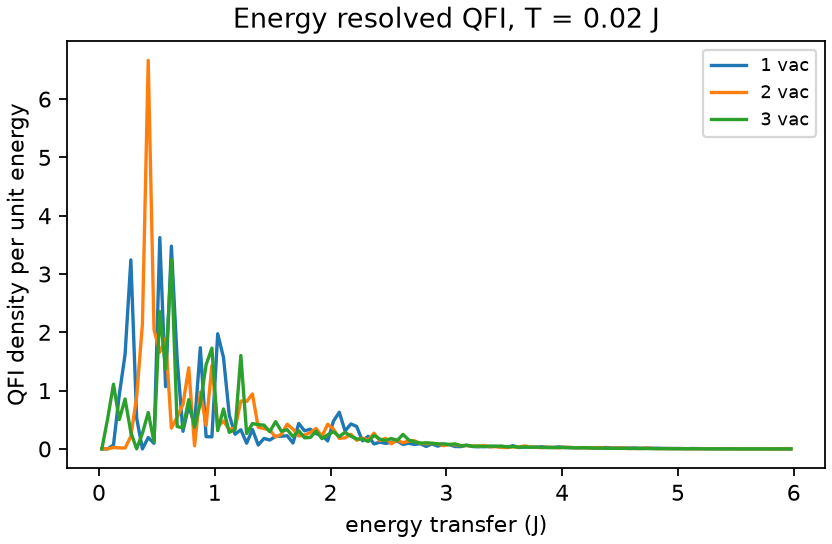 Energy resolved QFI, T = 0.02 J
QFI density per unit energy
6
5
4
3
2
1
0
1 vac
2 vac
3 vac
0 1 2 3 4 5 6
energy transfer (J)